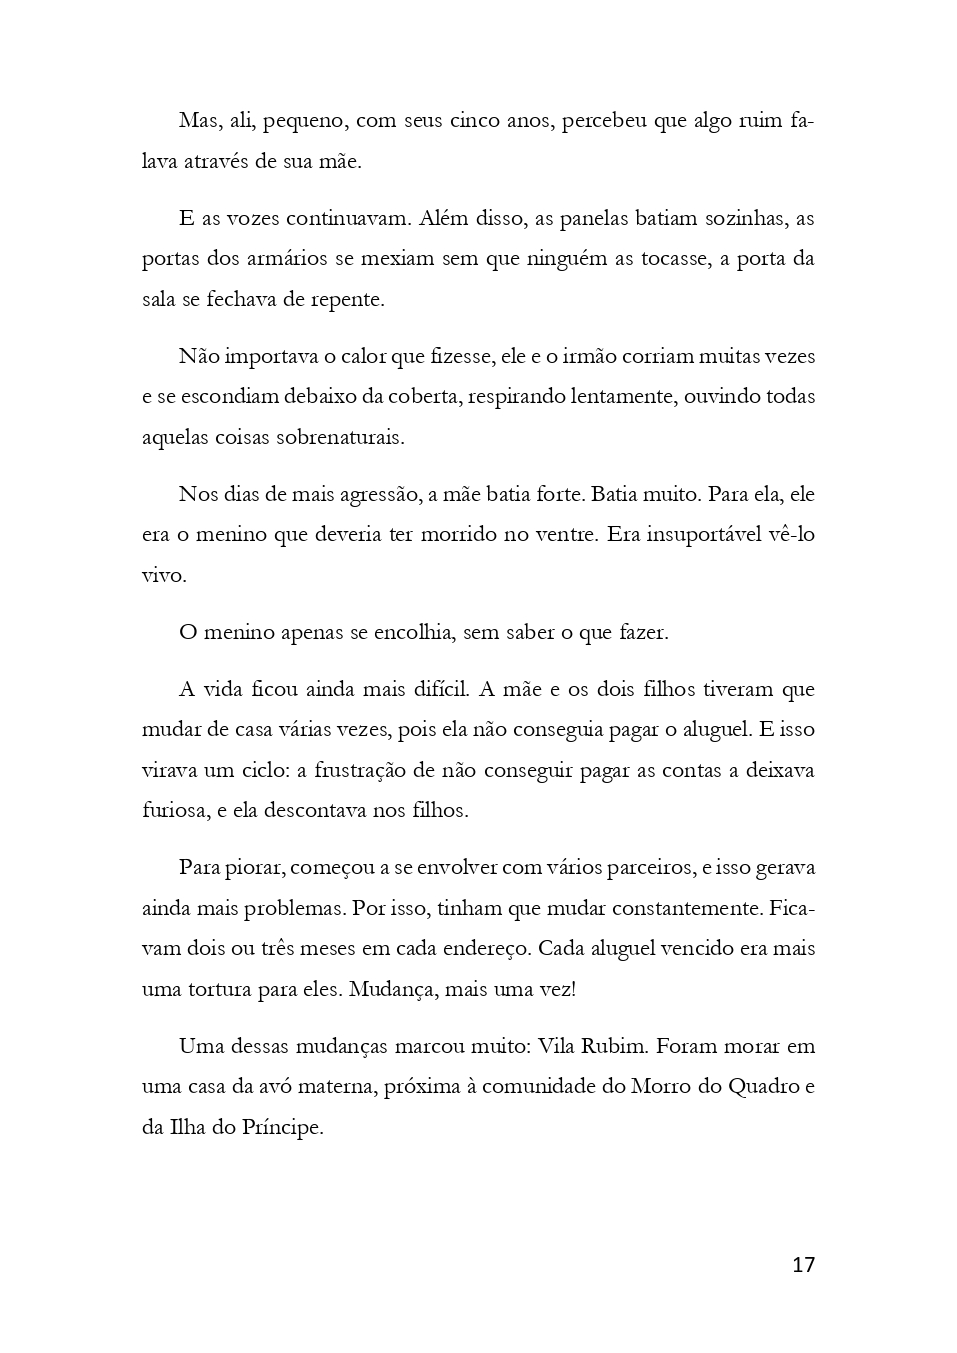 Mas, ali, pequeno, com seus cinco anos, percebeu que algo ruim fa-
lava através de sua mãe.
E as vozes continuavam. Além disso, as panelas batiam sozinhas, as
portas dos armários se mexiam sem que ninguém as tocasse, a porta da
sala se fechava de repente.
Não importava o calor que fizesse, ele e o irmão corriam muitas vezes
e se escondiam debaixo da coberta, respirando lentamente, ouvindo todas
aquelas coisas sobrenaturais.
Nos dias de mais agressão, a mãe batia forte. Batia muito. Para ela, ele
era o menino que deveria ter morrido no ventre. Era insuportável vê-lo
vivo.
O menino apenas se encolhia, sem saber o que fazer.
A vida ficou ainda mais difícil. A mãe e os dois filhos tiveram que
mudar de casa várias vezes, pois ela não conseguia pagar o aluguel. E isso
virava um ciclo: a frustração de não conseguir pagar as contas a deixava
furiosa, e ela descontava nos filhos.
Para piorar, começou a se envolver com vários parceiros, e isso gerava
ainda mais problemas. Por isso, tinham que mudar constantemente. Fica-
vam dois ou três meses em cada endereço. Cada aluguel vencido era mais
uma tortura para eles. Mudança, mais uma vez!
Uma dessas mudanças marcou muito: Vila Rubim. Foram morar em
uma casa da avó materna, próxima à comunidade do Morro do Quadro e
da Ilha do Príncipe.
17